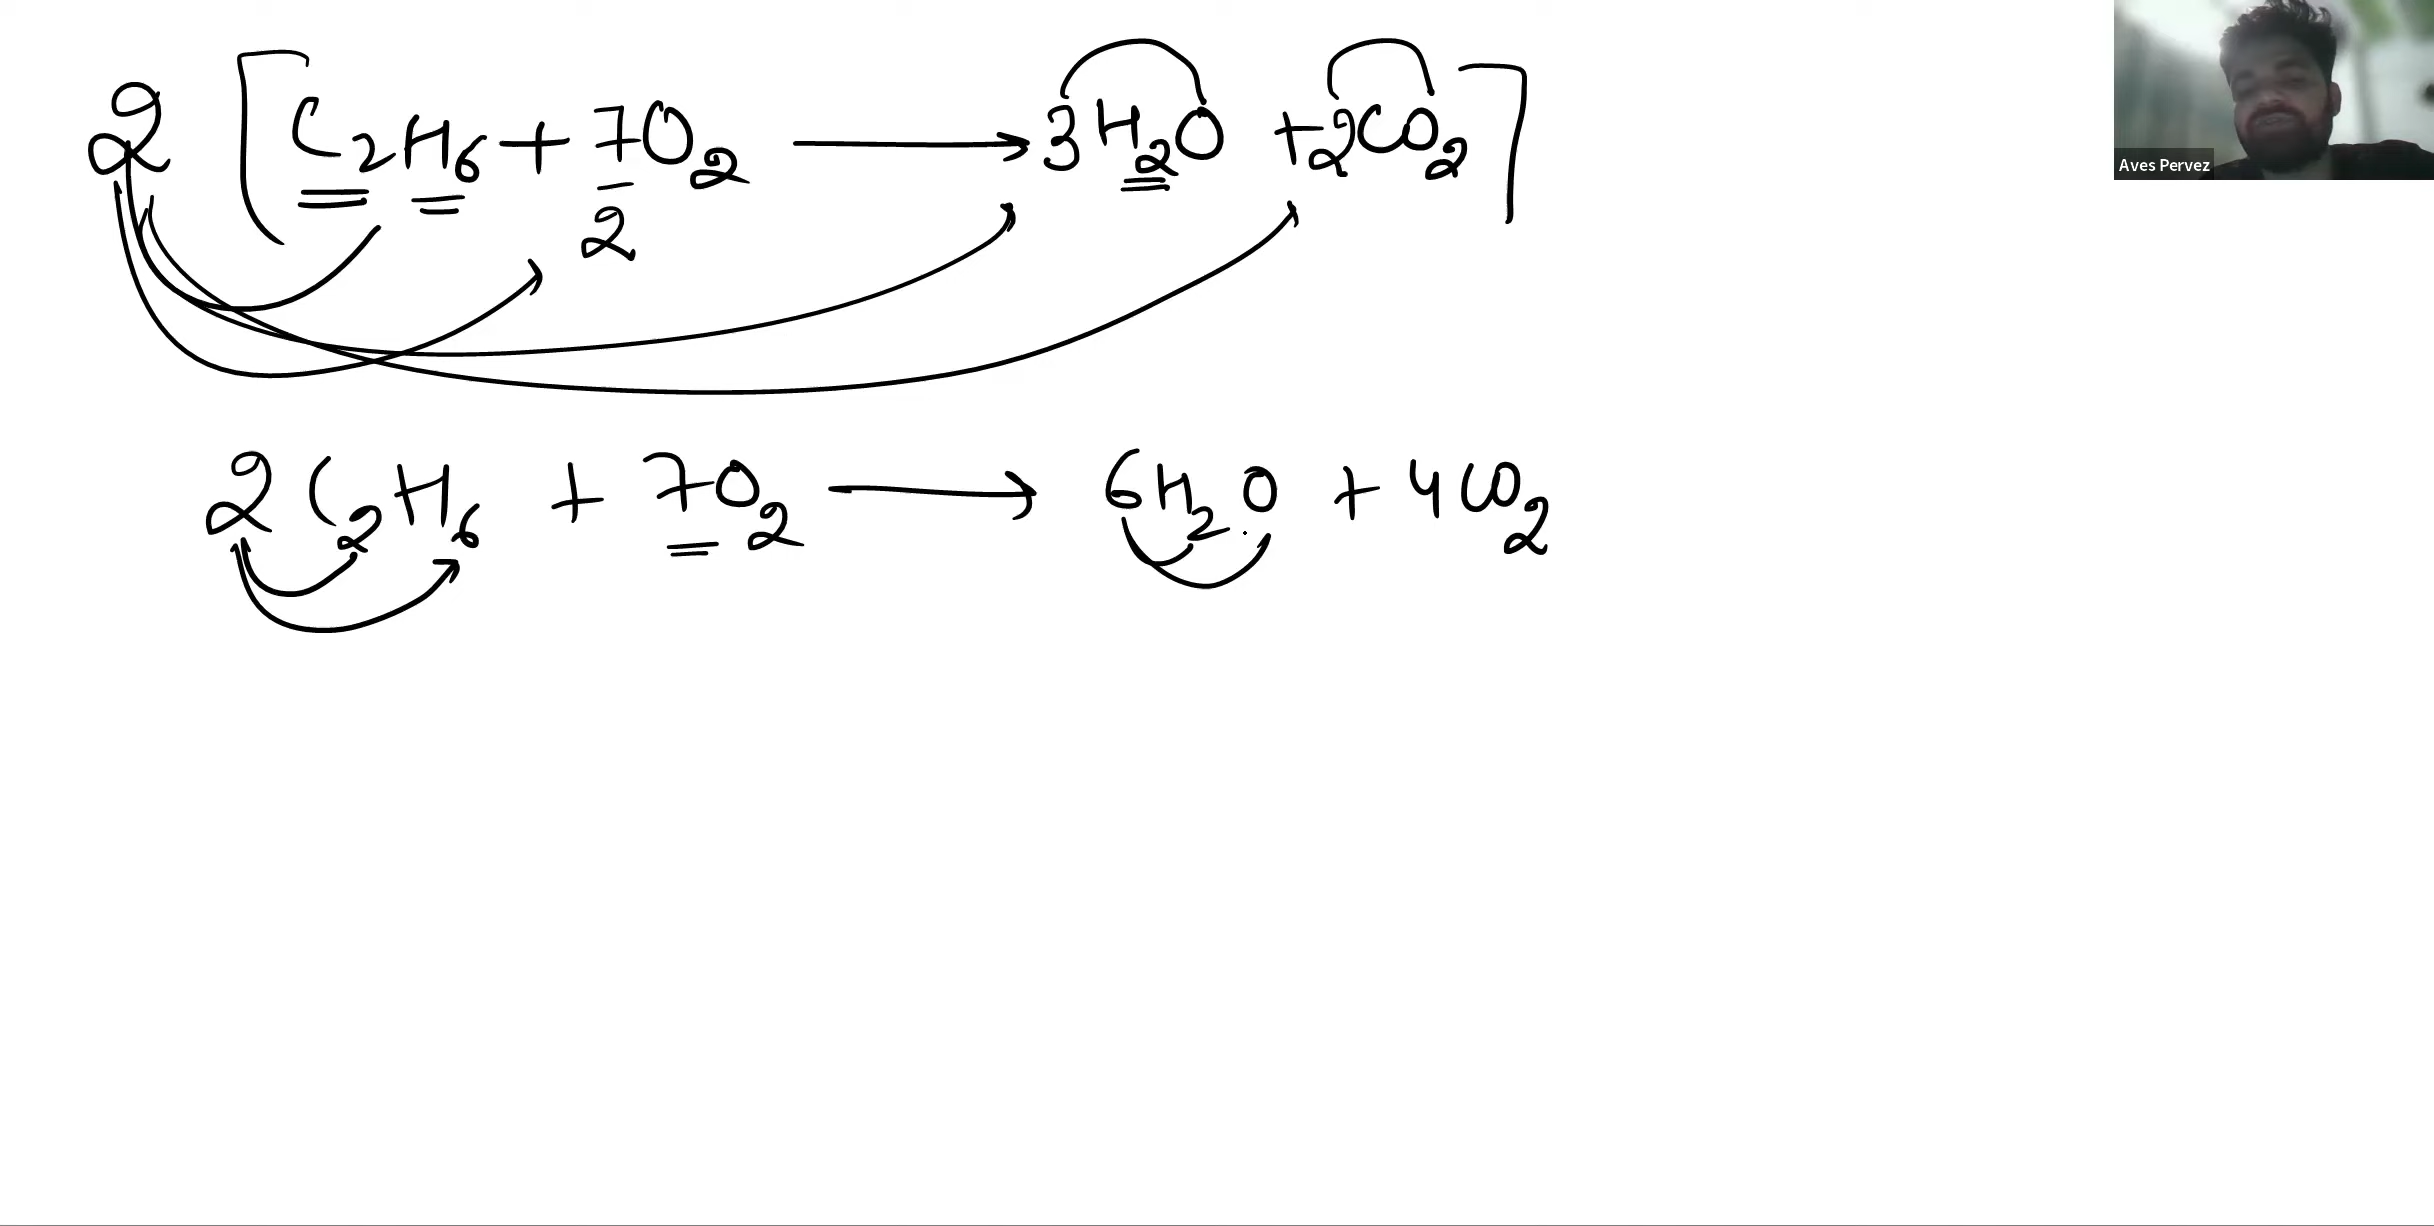 2 [C₂H₆ + 7/2 O₂ ⟶ 3H₂O + 2CO₂]
2C₂H₆ + 7O₂ ⟶ 6H₂O + 4CO₂
Aves Pervez